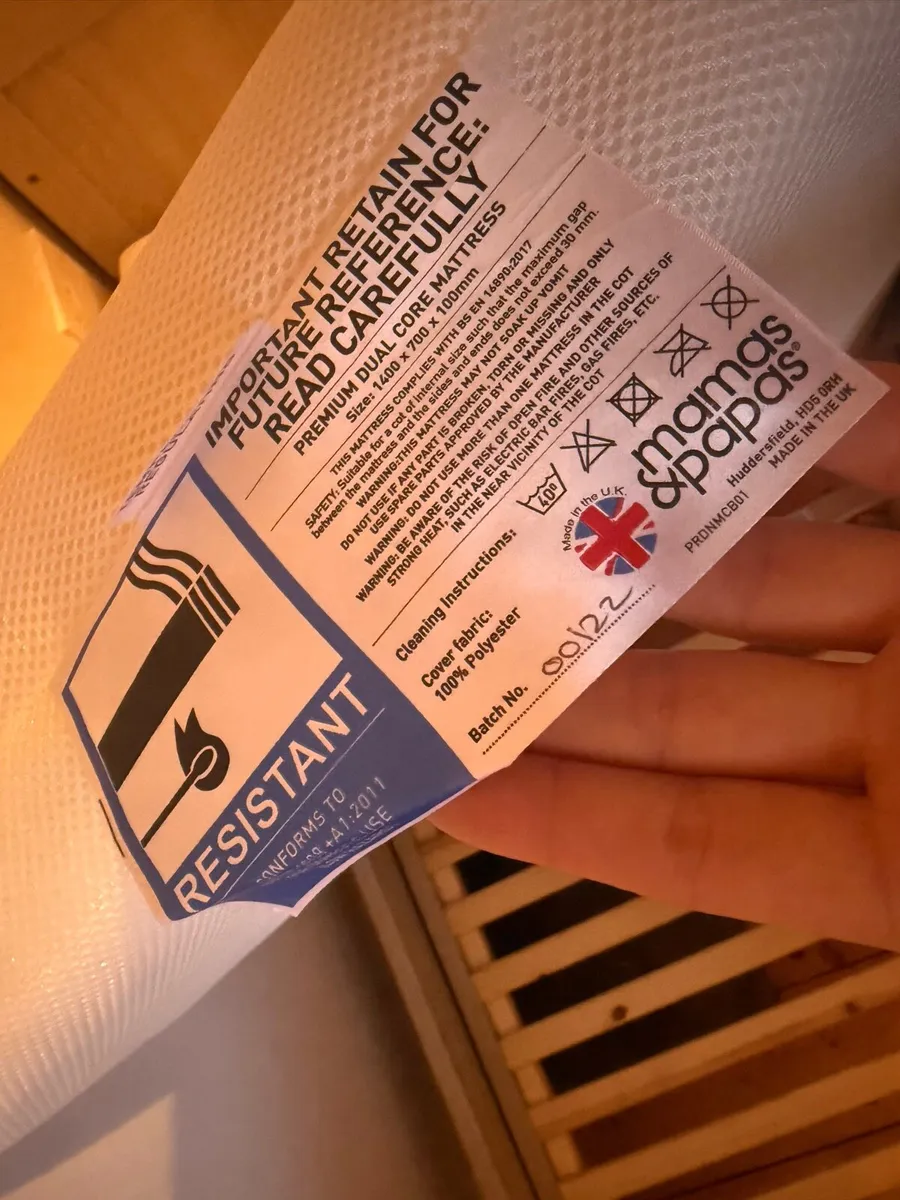 IMPORTANT RETAIN FOR
FUTURE REFERENCE:
READ CAREFULLY
PREMIUM DUAL CORE MATTRESS
Size: 1400 x 700 x 100mm
THIS MATTRESS COMPLIES WITH BS EN 16890:2017
SAFETY, Suitable for a cot of internal size such that the maximum gap
between the mattress and the sides and ends does not exceed 30 mm.
WARNING:THIS MATTRESS MAY NOT SOAK UP VOMIT
DO NOT USE IF ANY PART IS BROKEN, TORN OR MISSING AND ONLY
USE SPARE PARTS APPROVED BY THE MANUFACTURER
WARNING: DO NOT USE MORE THAN ONE MATTRESS IN THE COT
WARNING: BE AWARE OF THE RISK OF OPEN FIRE AND OTHER SOURCES OF
STRONG HEAT, SUCH AS ELECTRIC BAR FIRES, GAS FIRES, ETC.
IN THE NEAR VICINITY OF THE COT
Cleaning Instructions:
40°
Cover fabric:
100% Polyester
Made in the U.K.
mamas
&papas®
Huddersfield, HD5 0RH
MADE IN THE UK
PRDNMCB01
Batch No. 00122
RESISTANT
CONFORMS TO
+A1:2011
USE